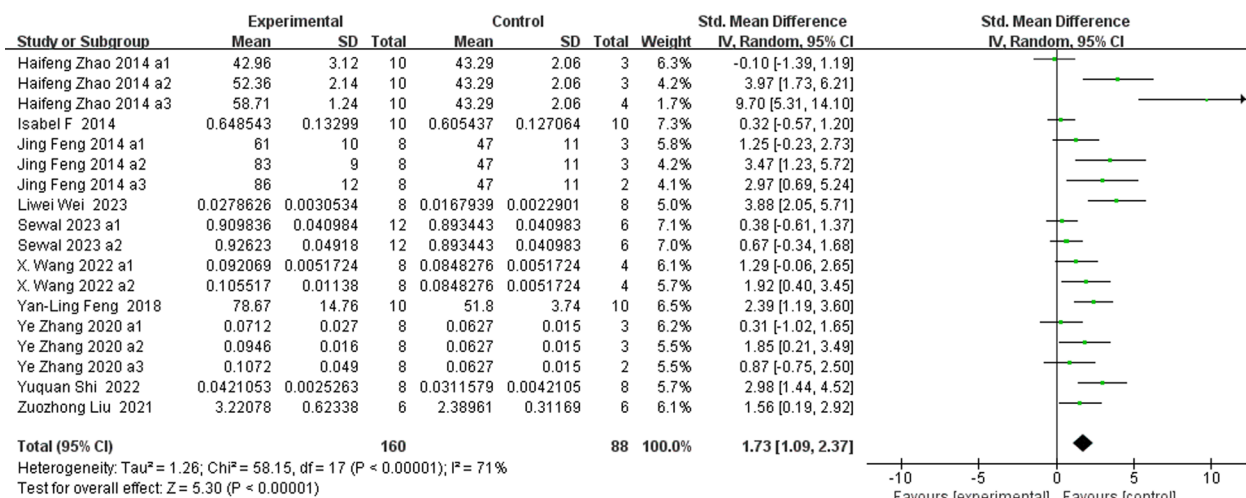 Experimental Control Std. Mean Difference Std. Mean Difference
Study or Subgroup Mean SD Total Mean SD Total Weight IV, Random, 95% CI IV, Random, 95% CI
Haifeng Zhao 2014 a1 42.96 3.12 10 43.29 2.06 3 6.3% -0.10 [-1.39, 1.19]
Haifeng Zhao 2014 a2 52.36 2.14 10 43.29 2.06 3 4.2% 3.97 [1.73, 6.21]
Haifeng Zhao 2014 a3 58.71 1.24 10 43.29 2.06 4 1.7% 9.70 [5.31, 14.10]
Isabel F 2014 0.648543 0.13299 10 0.605437 0.127064 10 7.3% 0.32 [-0.57, 1.20]
Jing Feng 2014 a1 61 10 8 47 11 3 5.8% 1.25 [-0.23, 2.73]
Jing Feng 2014 a2 83 9 8 47 11 3 4.2% 3.47 [1.23, 5.72]
Jing Feng 2014 a3 86 12 8 47 11 2 4.1% 2.97 [0.69, 5.24]
Liwei Wei 2023 0.0278626 0.0030534 8 0.0167939 0.0022901 8 5.0% 3.88 [2.05, 5.71]
Sewal 2023 a1 0.909836 0.040984 12 0.893443 0.040983 6 7.1% 0.38 [-0.61, 1.37]
Sewal 2023 a2 0.92623 0.04918 12 0.893443 0.040983 6 7.0% 0.67 [-0.34, 1.68]
X. Wang 2022 a1 0.092069 0.0051724 8 0.0848276 0.0051724 4 6.1% 1.29 [-0.06, 2.65]
X. Wang 2022 a2 0.105517 0.01138 8 0.0848276 0.0051724 4 5.7% 1.92 [0.40, 3.45]
Yan-Ling Feng 2018 78.67 14.76 10 51.8 3.74 10 6.5% 2.39 [1.19, 3.60]
Ye Zhang 2020 a1 0.0712 0.027 8 0.0627 0.015 3 6.2% 0.31 [-1.02, 1.65]
Ye Zhang 2020 a2 0.0946 0.016 8 0.0627 0.015 3 5.5% 1.85 [0.21, 3.49]
Ye Zhang 2020 a3 0.1072 0.049 8 0.0627 0.015 2 5.5% 0.87 [-0.75, 2.50]
Yuquan Shi 2022 0.0421053 0.0025263 8 0.0311579 0.0042105 8 5.7% 2.98 [1.44, 4.52]
Zuozhong Liu 2021 3.22078 0.62338 6 2.38961 0.31169 6 6.1% 1.56 [0.19, 2.92]
Total (95% CI) 160 88 100.0% 1.73 [1.09, 2.37]
Heterogeneity: Tau² = 1.26; Chi² = 58.15, df = 17 (P < 0.00001); I² = 71%
Test for overall effect: Z = 5.30 (P < 0.00001)
-10 -5 0 5 10
Favours [experimental] Favours [control]